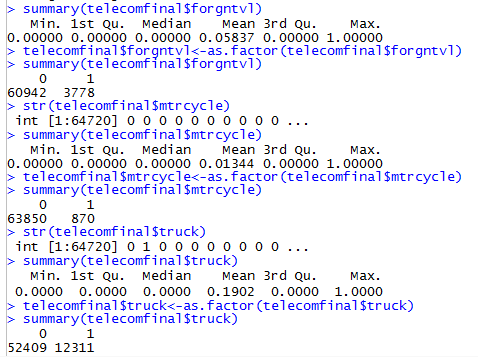 > summary(telecomfinal$forgntvl)
Min. 1st Qu. Median Mean 3rd Qu. Max.
0.00000 0.00000 0.00000 0.05837 0.00000 1.00000
> telecomfinal$forgntvl<-as.factor(telecomfinal$forgntvl)
> summary(telecomfinal$forgntvl)
0 1
60942 3778
> str(telecomfinal$mtrcycle)
int [1:64720] 0 0 0 0 0 0 0 0 0 0 ...
> summary(telecomfinal$mtrcycle)
Min. 1st Qu. Median Mean 3rd Qu. Max.
0.00000 0.00000 0.00000 0.01344 0.00000 1.00000
> telecomfinal$mtrcycle<-as.factor(telecomfinal$mtrcycle)
> summary(telecomfinal$mtrcycle)
0 1
63850 870
> str(telecomfinal$truck)
int [1:64720] 0 1 0 0 0 0 0 0 0 0 ...
> summary(telecomfinal$truck)
Min. 1st Qu. Median Mean 3rd Qu. Max.
0.0000 0.0000 0.0000 0.1902 0.0000 1.0000
> telecomfinal$truck<-as.factor(telecomfinal$truck)
> summary(telecomfinal$truck)
0 1
52409 12311